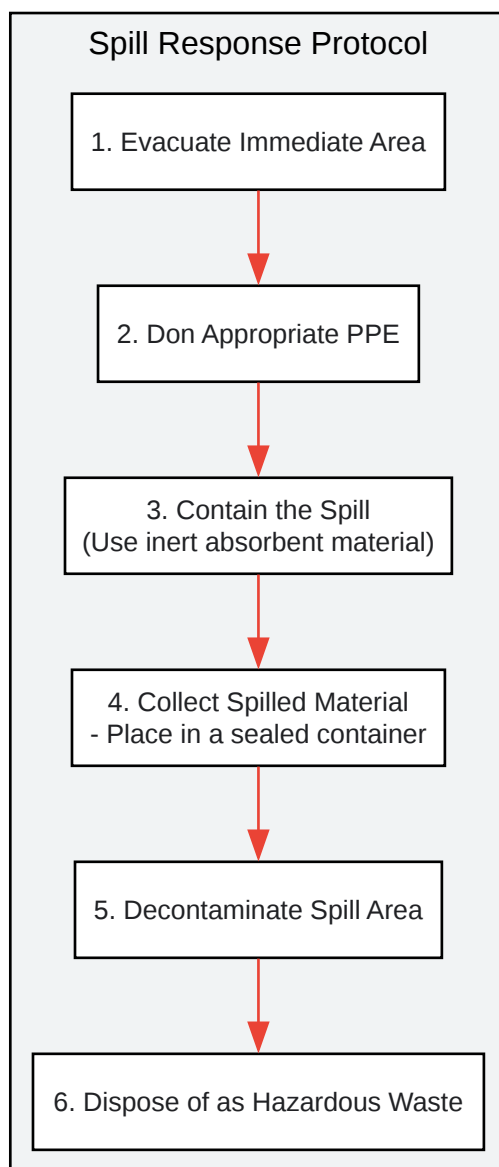 Spill Response Protocol
1. Evacuate Immediate Area
2. Don Appropriate PPE
3. Contain the Spill
(Use inert absorbent material)
4. Collect Spilled Material
- Place in a sealed container
5. Decontaminate Spill Area
6. Dispose of as Hazardous Waste